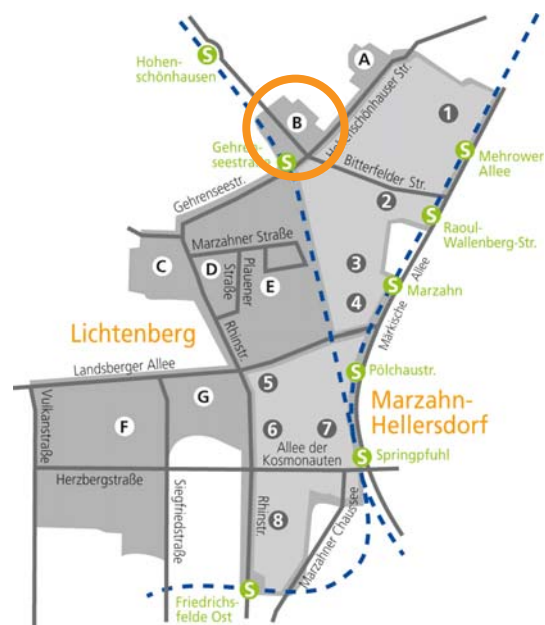 Hohen-
schönhausen
S
A
B
Hohenschönhauser Str.
1
Gehren-
seestraße
S
S
Mehrower
Allee
Bitterfelder Str.
Gehrenseestr.
2
S
Raoul-
Wallenberg-Str.
Marzahner Straße
C
D
Plauener
Straße
E
3
S
Marzahn
4
Märkische Allee
Lichtenberg
Rhinstr.
Landsberger Allee
S
Pölchaustr.
5
G
Marzahn-
Hellersdorf
Vulkanstraße
F
6
7
Allee der
Kosmonauten
S
Springpfuhl
Herzbergstraße
Siegfriedstraße
Rhinstr.
8
Marzahner Chaussee
S
Friedrichs-
felde Ost